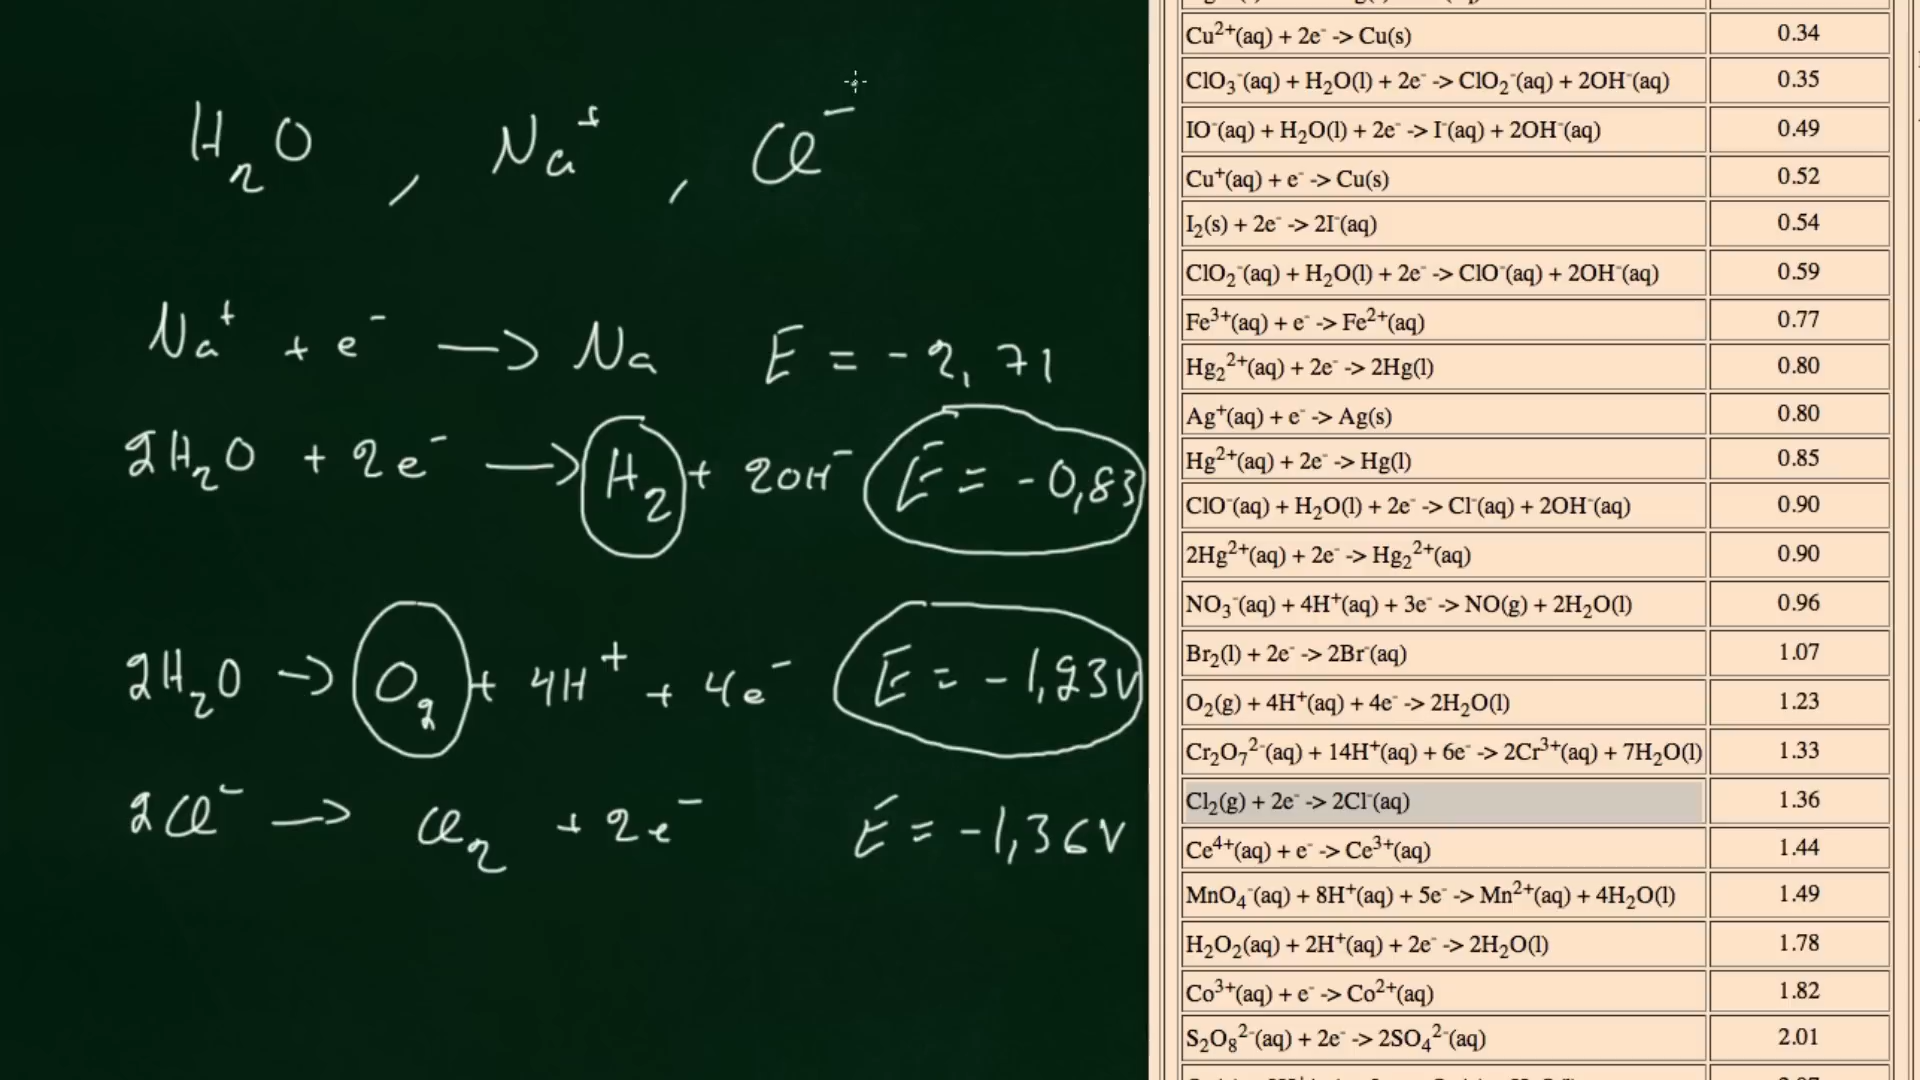 H₂O , Na⁺ , Cl⁻
Na⁺ + e⁻ → Na E = -2,71
2H₂O + 2e⁻ → H₂ + 2OH⁻ E = -0,83
2H₂O → O₂ + 4H⁺ + 4e⁻ E = -1,23V
2Cl⁻ → Cl₂ + 2e⁻ E = -1,36V
Cu²⁺(aq) + 2e⁻ -> Cu(s) 0.34
ClO₃⁻(aq) + H₂O(l) + 2e⁻ -> ClO₂⁻(aq) + 2OH⁻(aq) 0.35
IO⁻(aq) + H₂O(l) + 2e⁻ -> I⁻(aq) + 2OH⁻(aq) 0.49
Cu⁺(aq) + e⁻ -> Cu(s) 0.52
I₂(s) + 2e⁻ -> 2I⁻(aq) 0.54
ClO₂⁻(aq) + H₂O(l) + 2e⁻ -> ClO⁻(aq) + 2OH⁻(aq) 0.59
Fe³⁺(aq) + e⁻ -> Fe²⁺(aq) 0.77
Hg₂²⁺(aq) + 2e⁻ -> 2Hg(l) 0.80
Ag⁺(aq) + e⁻ -> Ag(s) 0.80
Hg²⁺(aq) + 2e⁻ -> Hg(l) 0.85
ClO⁻(aq) + H₂O(l) + 2e⁻ -> Cl⁻(aq) + 2OH⁻(aq) 0.90
2Hg²⁺(aq) + 2e⁻ -> Hg₂²⁺(aq) 0.90
NO₃⁻(aq) + 4H⁺(aq) + 3e⁻ -> NO(g) + 2H₂O(l) 0.96
Br₂(l) + 2e⁻ -> 2Br⁻(aq) 1.07
O₂(g) + 4H⁺(aq) + 4e⁻ -> 2H₂O(l) 1.23
Cr₂O₇²⁻(aq) + 14H⁺(aq) + 6e⁻ -> 2Cr³⁺(aq) + 7H₂O(l) 1.33
Cl₂(g) + 2e⁻ -> 2Cl⁻(aq) 1.36
Ce⁴⁺(aq) + e⁻ -> Ce³⁺(aq) 1.44
MnO₄⁻(aq) + 8H⁺(aq) + 5e⁻ -> Mn²⁺(aq) + 4H₂O(l) 1.49
H₂O₂(aq) + 2H⁺(aq) + 2e⁻ -> 2H₂O(l) 1.78
Co³⁺(aq) + e⁻ -> Co²⁺(aq) 1.82
S₂O₈²⁻(aq) + 2e⁻ -> 2SO₄²⁻(aq) 2.01